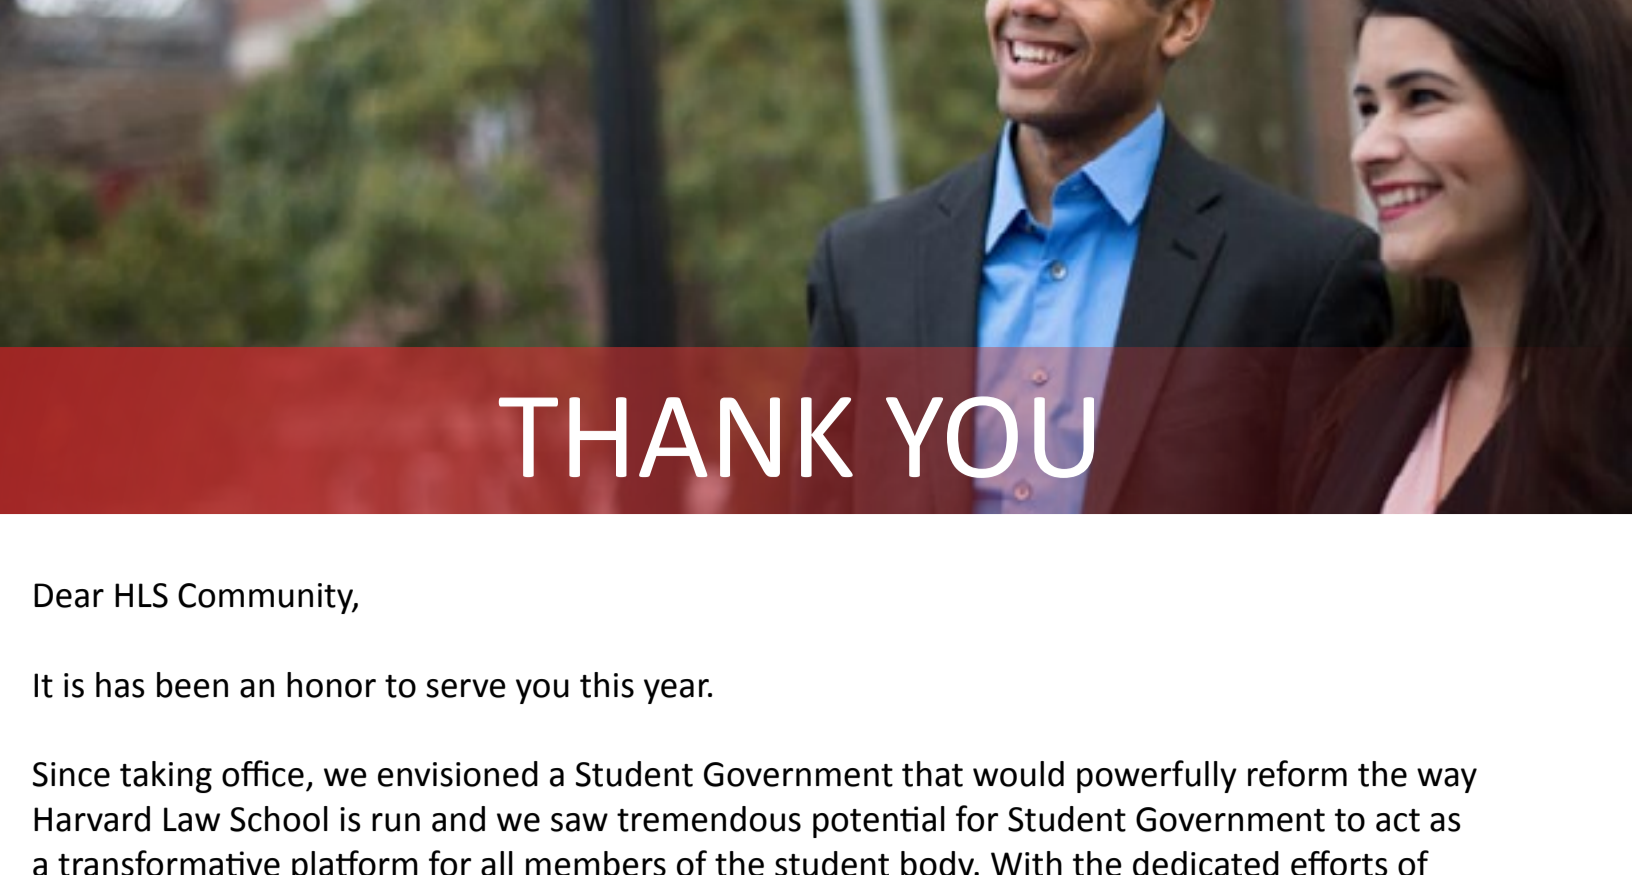 THANK YOU
Dear HLS Community,
It is has been an honor to serve you this year.
Since taking office, we envisioned a Student Government that would powerfully reform the way
Harvard Law School is run and we saw tremendous potential for Student Government to act as
a transformative platform for all members of the student body. With the dedicated efforts of